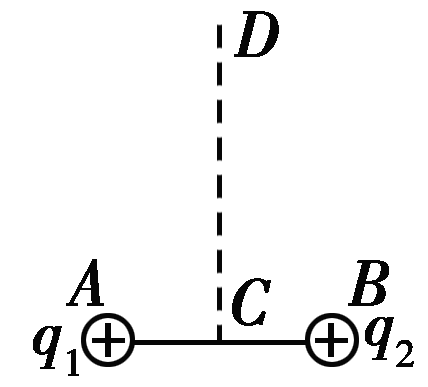 D
A C B
q₁ ⊕ ⊕ q₂